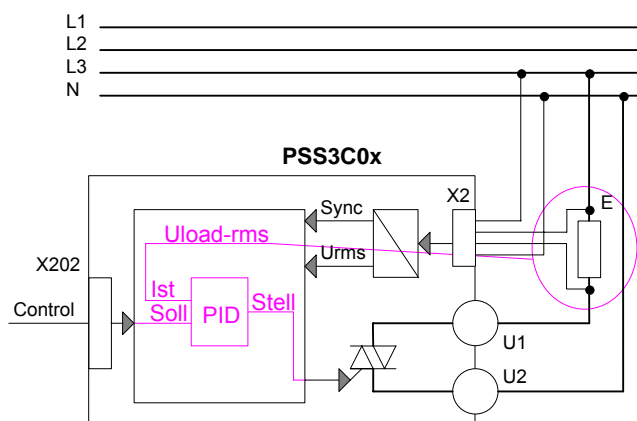 L1
L2
L3
N
PSS3C0x
X2
E
Sync
Uload-rms
Urms
X202
Ist
Stell
Control
Soll
PID
U1
U2